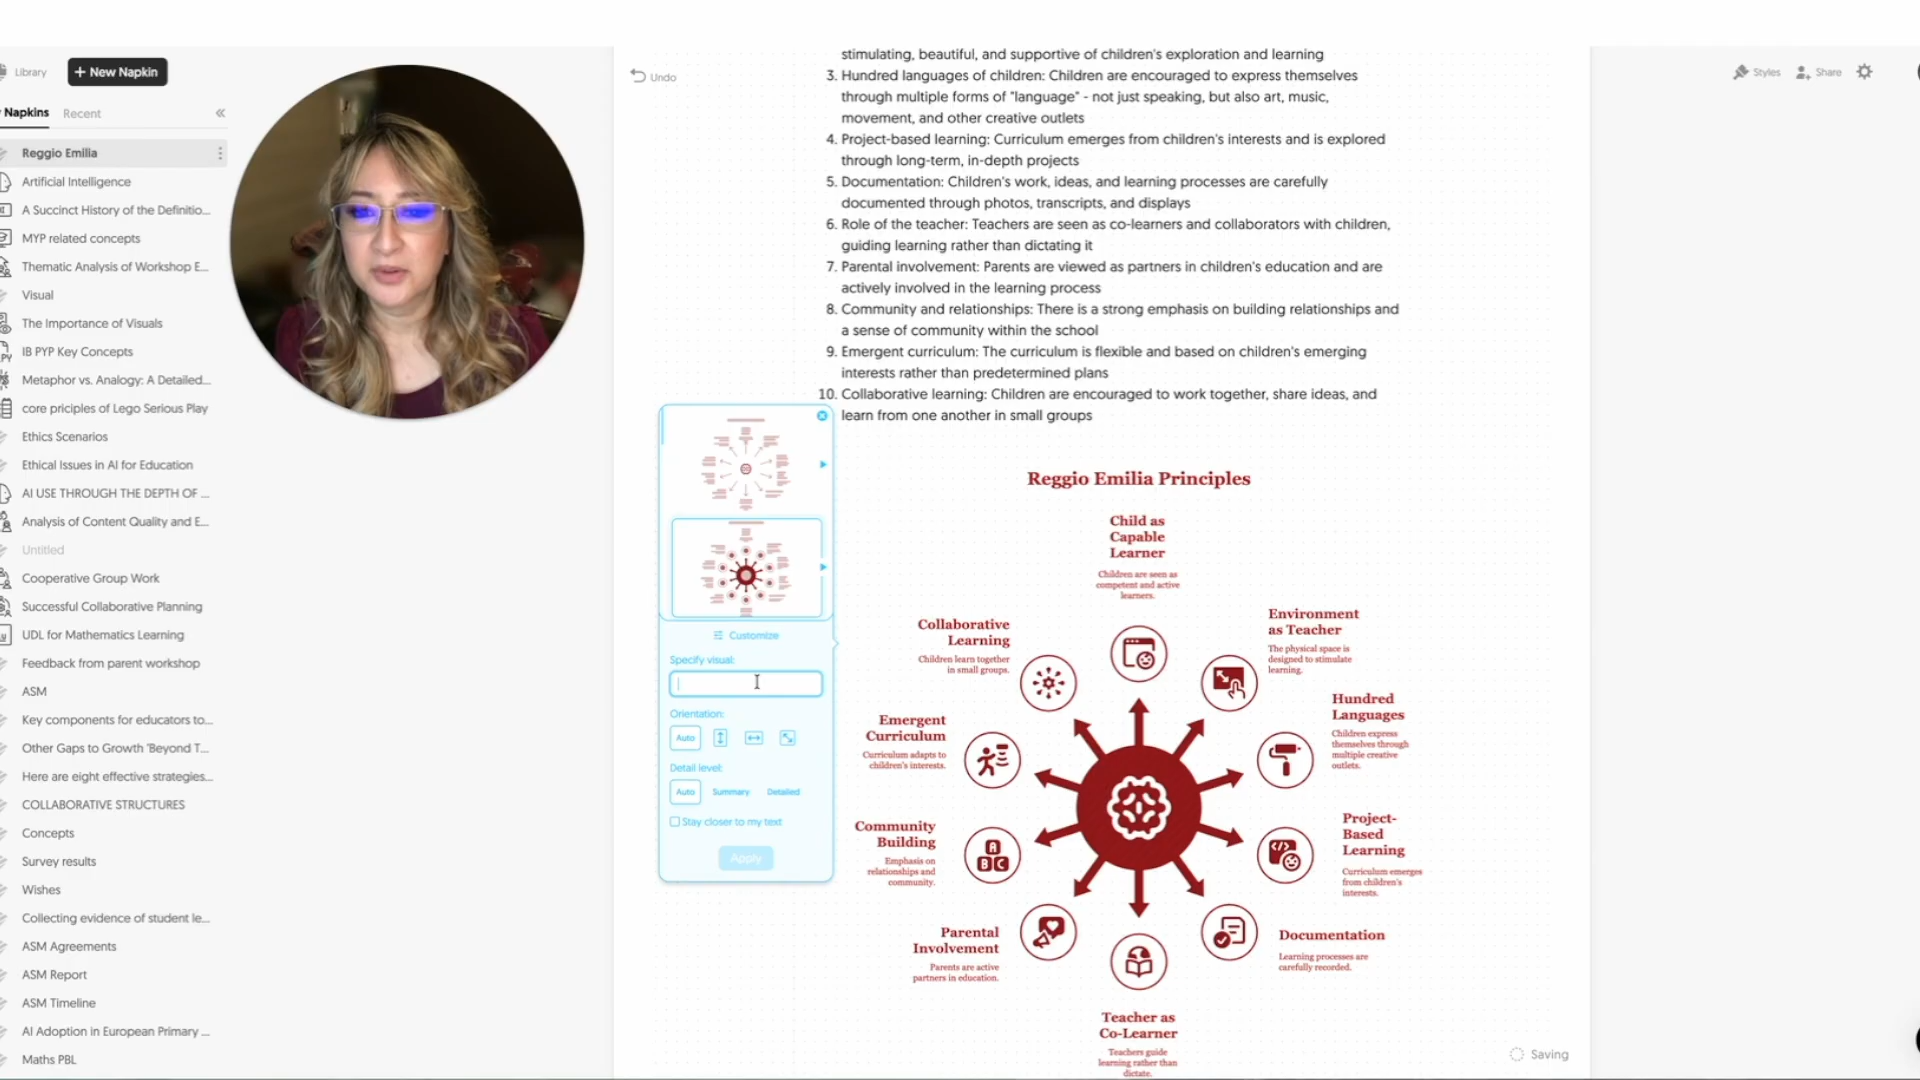 Library
+ New Napkin
Napkins
Recent
Reggio Emilia
Artificial Intelligence
A Succinct History of the Definitio...
MYP related concepts
Thematic Analysis of Workshop E...
Visual
The Importance of Visuals
IB PYP Key Concepts
Metaphor vs. Analogy: A Detailed...
core priciples of Lego Serious Play
Ethics Scenarios
Ethical Issues in AI for Education
AI USE THROUGH THE DEPTH OF ...
Analysis of Content Quality and E...
Untitled
Cooperative Group Work
Successful Collaborative Planning
UDL for Mathematics Learning
Feedback from parent workshop
ASM
Key components for educators to...
Other Gaps to Growth 'Beyond T...
Here are eight effective strategies...
COLLABORATIVE STRUCTURES
Concepts
Survey results
Wishes
Collecting evidence of student le...
ASM Agreements
ASM Report
ASM Timeline
AI Adoption in European Primary ...
Maths PBL
Undo
Styles
Share
stimulating, beautiful, and supportive of children's exploration and learning
3. Hundred languages of children: Children are encouraged to express themselves
through multiple forms of "language" - not just speaking, but also art, music,
movement, and other creative outlets
4. Project-based learning: Curriculum emerges from children's interests and is explored
through long-term, in-depth projects
5. Documentation: Children's work, ideas, and learning processes are carefully
documented through photos, transcripts, and displays
6. Role of the teacher: Teachers are seen as co-learners and collaborators with children,
guiding learning rather than dictating it
7. Parental involvement: Parents are viewed as partners in children's education and are
actively involved in the learning process
8. Community and relationships: There is a strong emphasis on building relationships and
a sense of community within the school
9. Emergent curriculum: The curriculum is flexible and based on children's emerging
interests rather than predetermined plans
10. Collaborative learning: Children are encouraged to work together, share ideas, and
learn from one another in small groups
Customize
Specify visual:
Orientation:
Auto
Detail level:
Auto Summary Detailed
Stay closer to my text
Apply
Reggio Emilia Principles
Child as
Capable
Learner
Children are seen as
competent and active
learners.
Environment
as Teacher
The physical space is
designed to stimulate
learning.
Hundred
Languages
Children express
themselves through
multiple creative
outlets.
Project-
Based
Learning
Curriculum emerges
from children's
interests.
Documentation
Learning processes are
carefully recorded.
Teacher as
Co-Learner
Teachers guide
learning rather than
dictate.
Parental
Involvement
Parents are active
partners in education.
Community
Building
Emphasis on
relationships and
community.
A
B C
Emergent
Curriculum
Curriculum adapts to
children's interests.
Collaborative
Learning
Children learn together
in small groups.
Saving